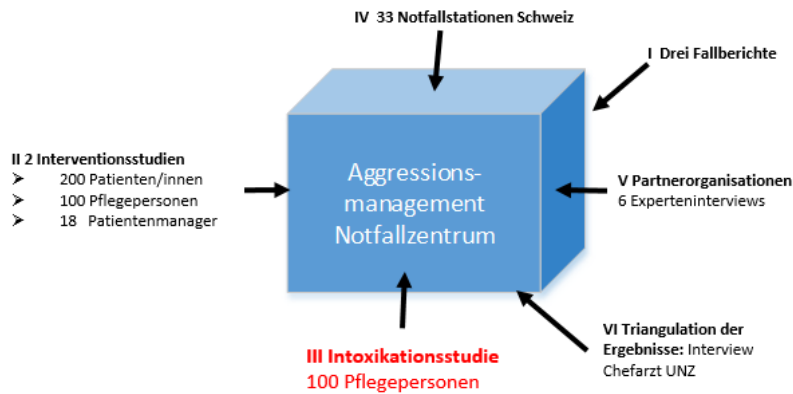 IV 33 Notfallstationen Schweiz
I Drei Fallberichte
II 2 Interventionsstudien
➢ 200 Patienten/innen
➢ 100 Pflegepersonen
➢ 18 Patientenmanager
Aggressions-
management
Notfallzentrum
V Partnerorganisationen
6 Experteninterviews
III Intoxikationsstudie
100 Pflegepersonen
VI Triangulation der
Ergebnisse: Interview
Chefarzt UNZ